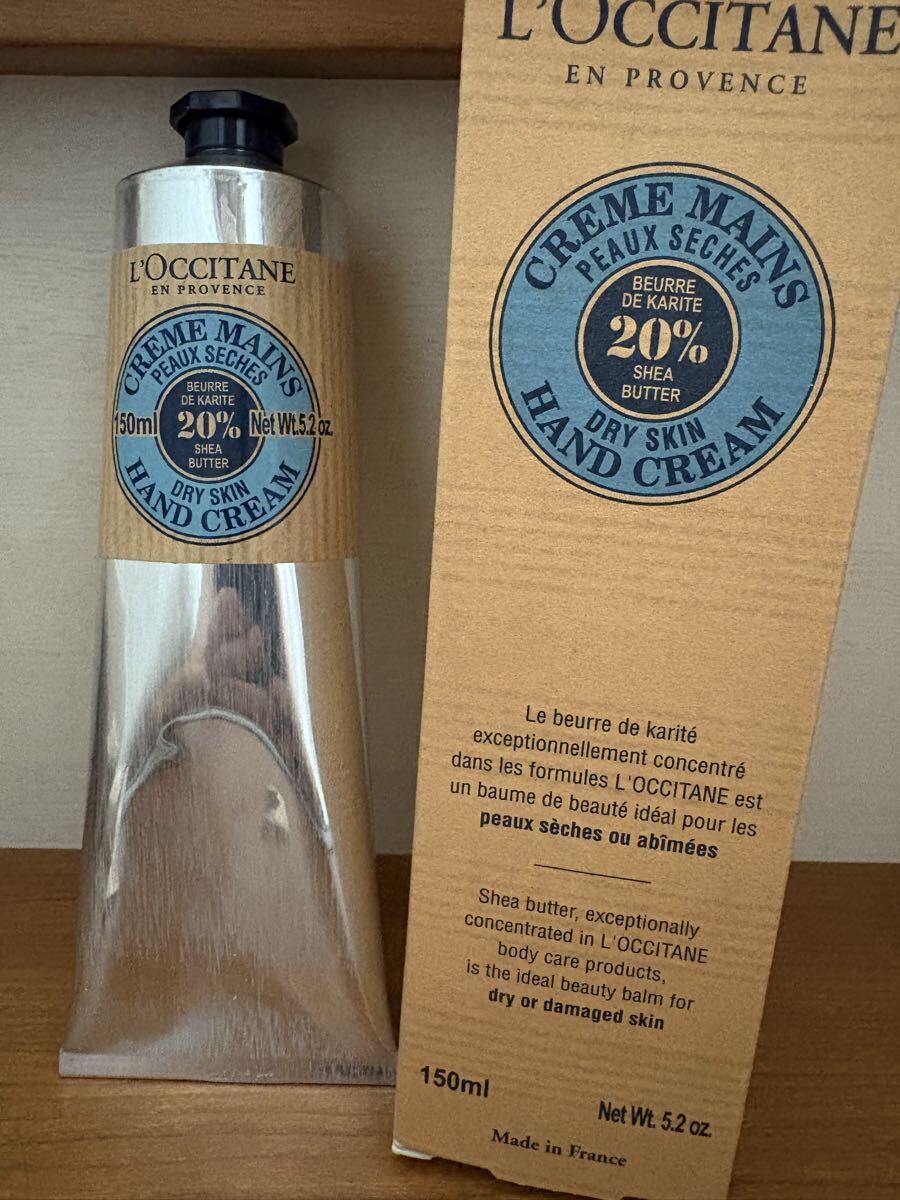 L'OCCITANE
EN PROVENCE
CREME MAINS
PEAUX SECHES
BEURRE
DE KARITE
150ml
20%
Net Wt.5.2 oz.
SHEA
BUTTER
DRY SKIN
HAND CREAM
L'OCCITANE
EN PROVENCE
CREME MAINS
PEAUX SECHES
BEURRE
DE KARITE
20%
SHEA
BUTTER
DRY SKIN
HAND CREAM
Le beurre de karité
exceptionnellement concentré
dans les formules L'OCCITANE est
un baume de beauté idéal pour les
peaux sèches ou abîmées
Shea butter, exceptionally
concentrated in L'OCCITANE
body care products,
is the ideal beauty balm for
dry or damaged skin
150ml
Net Wt. 5.2 oz.
Made in France